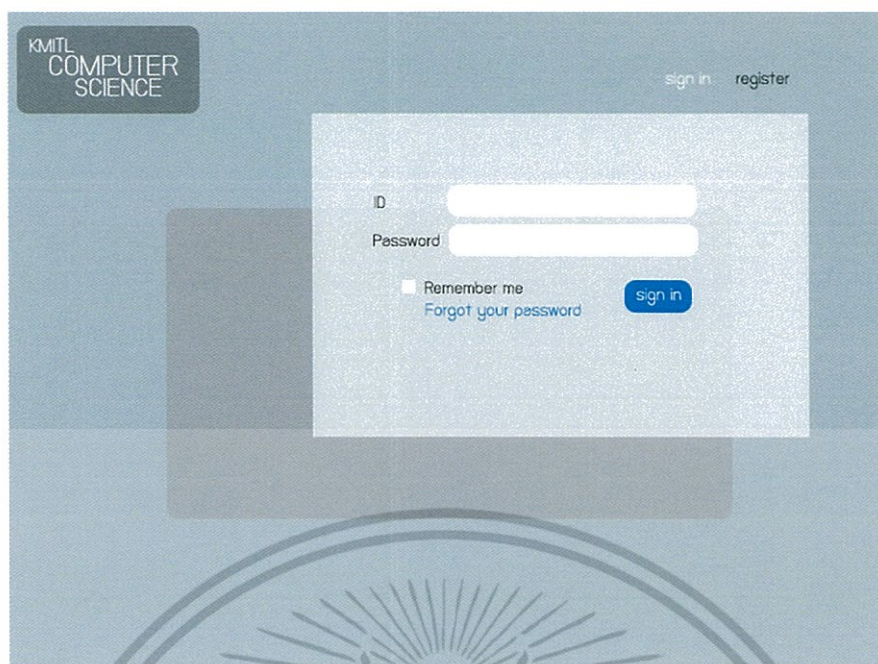 KMITL
COMPUTER
SCIENCE
sign in register
ID
Password
Remember me
sign in
Forgot your password